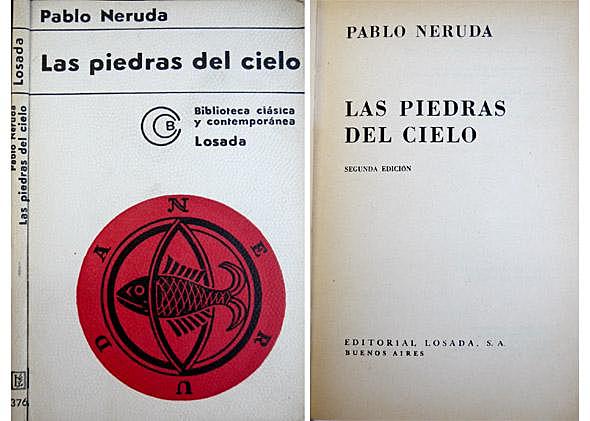 Pablo Neruda
Las piedras del cielo
Biblioteca clásica
y contemporánea
Losada
CB
N
E
R
U
D
A
Losada
Pablo Neruda
Las piedras del cielo
376
PABLO NERUDA
LAS PIEDRAS
DEL CIELO
SEGUNDA EDICIÓN
EDITORIAL LOSADA, S. A.
BUENOS AIRES